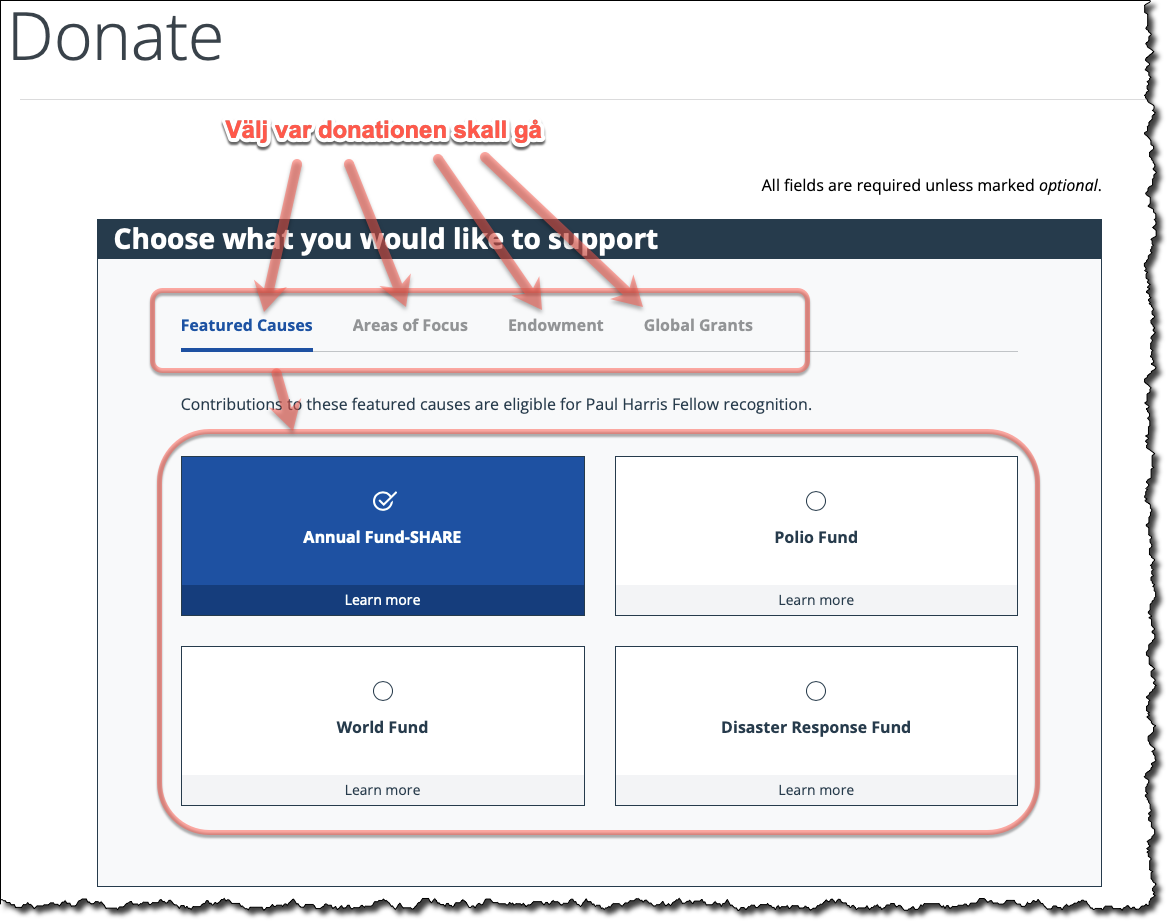 Donate
Välj var donationen skall gå
All fields are required unless marked optional.
Choose what you would like to support
Featured Causes Areas of Focus Endowment Global Grants
Contributions to these featured causes are eligible for Paul Harris Fellow recognition.
Annual Fund-SHARE
Learn more
Polio Fund
Learn more
World Fund
Learn more
Disaster Response Fund
Learn more